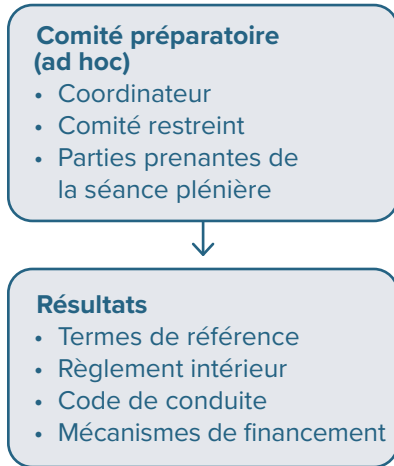 Comité préparatoire
(ad hoc)
• Coordinateur
• Comité restreint
• Parties prenantes de
la séance plénière
Résultats
• Termes de référence
• Règlement intérieur
• Code de conduite
• Mécanismes de financement